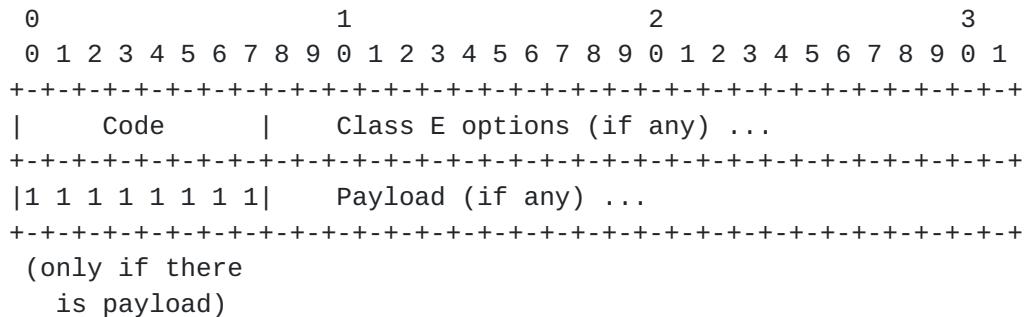 0                   1                   2                   3
0 1 2 3 4 5 6 7 8 9 0 1 2 3 4 5 6 7 8 9 0 1 2 3 4 5 6 7 8 9 0 1
+-+-+-+-+-+-+-+-+-+-+-+-+-+-+-+-+-+-+-+-+-+-+-+-+-+-+-+-+-+-+-+-+
|     Code      |    Class E options (if any) ...
+-+-+-+-+-+-+-+-+-+-+-+-+-+-+-+-+-+-+-+-+-+-+-+-+-+-+-+-+-+-+-+-+
|1 1 1 1 1 1 1 1|    Payload (if any) ...
+-+-+-+-+-+-+-+-+-+-+-+-+-+-+-+-+-+-+-+-+-+-+-+-+-+-+-+-+-+-+-+-+
(only if there
is payload)